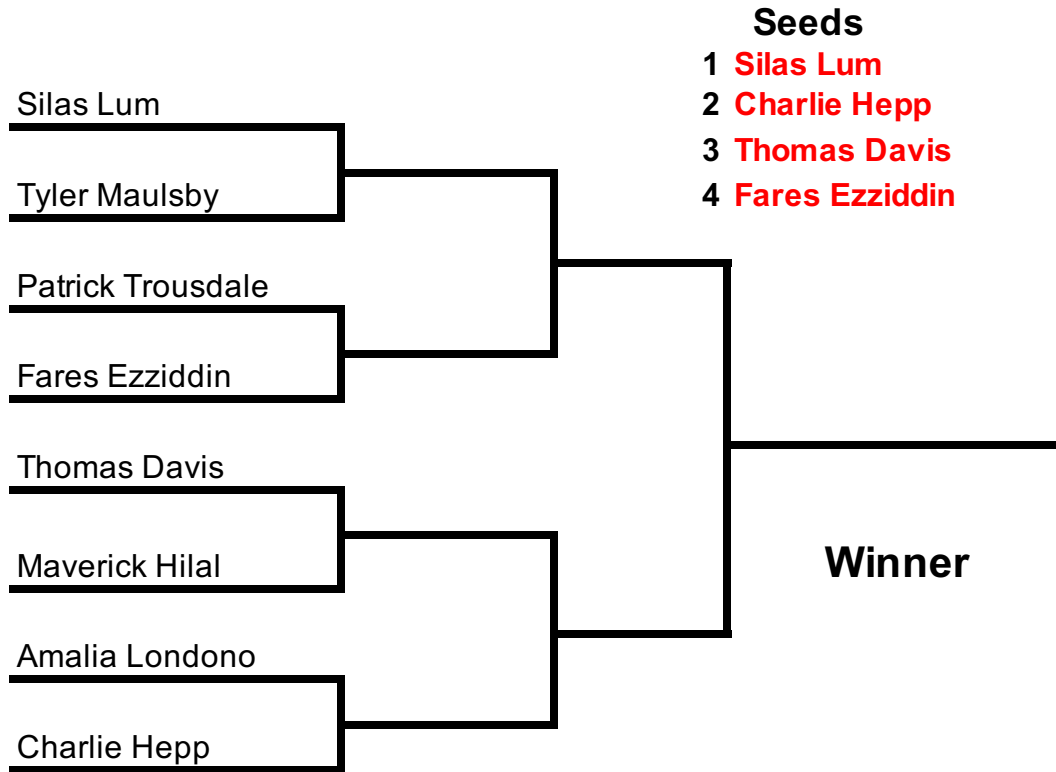 Seeds
1 Silas Lum
2 Charlie Hepp
3 Thomas Davis
4 Fares Ezziddin
Silas Lum
Tyler Maulsby
Patrick Trousdale
Fares Ezziddin
Thomas Davis
Maverick Hilal
Amalia Londono
Charlie Hepp
Winner